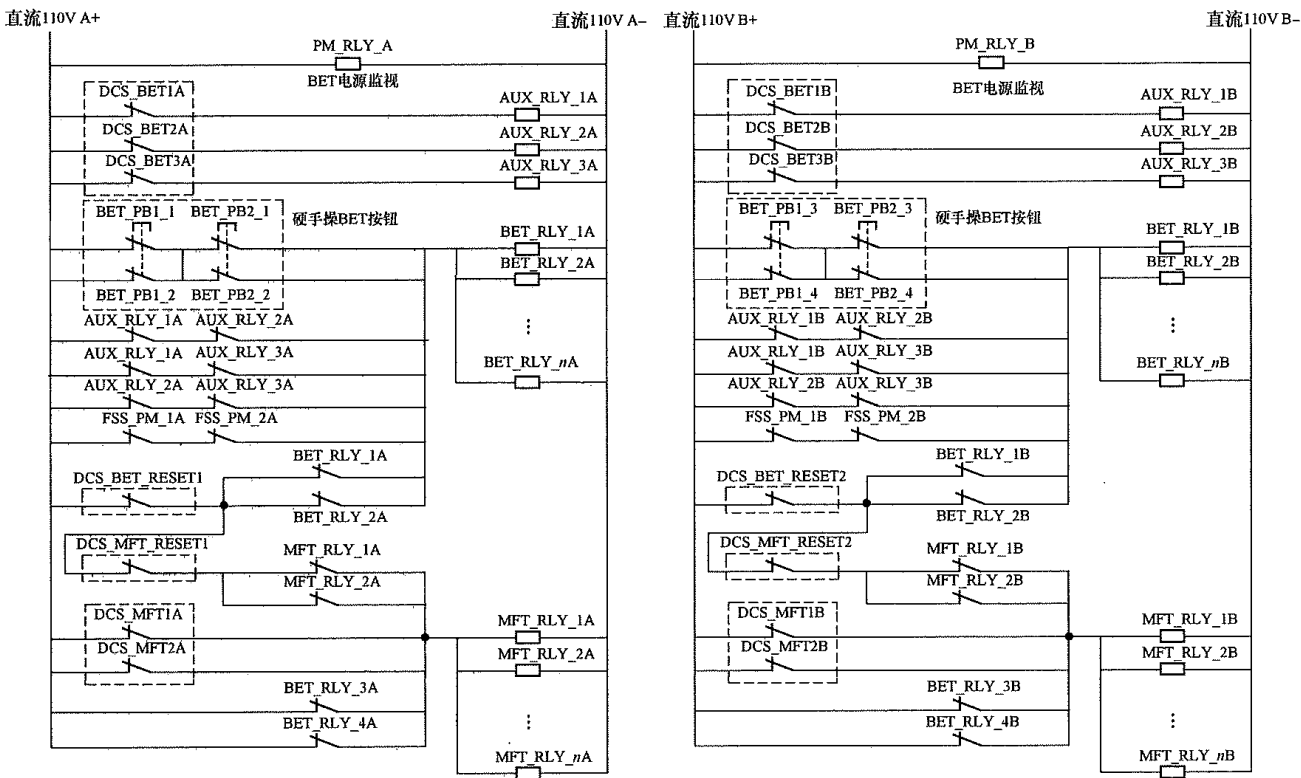 直流110V A+
直流110V A–
PM_RLY_A
BET电源监视
DCS_BET1A
AUX_RLY_1A
DCS_BET2A
AUX_RLY_2A
DCS_BET3A
AUX_RLY_3A
BET_PB1_1 BET_PB2_1
硬手操BET按钮
BET_RLY_1A
BET_RLY_2A
BET_PB1_2 BET_PB2_2
AUX_RLY_1A AUX_RLY_2A
⋮
AUX_RLY_1A AUX_RLY_3A
BET_RLY_nA
AUX_RLY_2A AUX_RLY_3A
FSS_PM_1A FSS_PM_2A
BET_RLY_1A
DCS_BET_RESET1
BET_RLY_2A
DCS_MFT_RESET1
MFT_RLY_1A
MFT_RLY_2A
DCS_MFT1A
MFT_RLY_1A
DCS_MFT2A
MFT_RLY_2A
BET_RLY_3A
BET_RLY_4A
⋮
MFT_RLY_nA
直流110V B+
直流110V B–
PM_RLY_B
BET电源监视
DCS_BET1B
AUX_RLY_1B
DCS_BET2B
AUX_RLY_2B
DCS_BET3B
AUX_RLY_3B
BET_PB1_3 BET_PB2_3
硬手操BET按钮
BET_RLY_1B
BET_RLY_2B
BET_PB1_4 BET_PB2_4
AUX_RLY_1B AUX_RLY_2B
⋮
AUX_RLY_1B AUX_RLY_3B
BET_RLY_nB
AUX_RLY_2B AUX_RLY_3B
FSS_PM_1B FSS_PM_2B
BET_RLY_1B
DCS_BET_RESET2
BET_RLY_2B
DCS_MFT_RESET2
MFT_RLY_1B
MFT_RLY_2B
DCS_MFT1B
MFT_RLY_1B
DCS_MFT2B
MFT_RLY_2B
BET_RLY_3B
BET_RLY_4B
⋮
MFT_RLY_nB